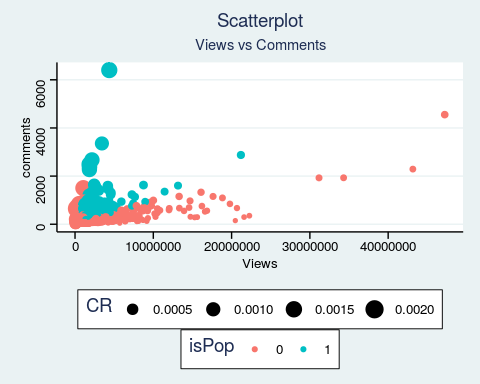 Scatterplot
Views vs Comments
comments
6000
4000
2000
0
0 10000000 20000000 30000000 40000000
Views
CR 0.0005 0.0010 0.0015 0.0020
isPop 0 1